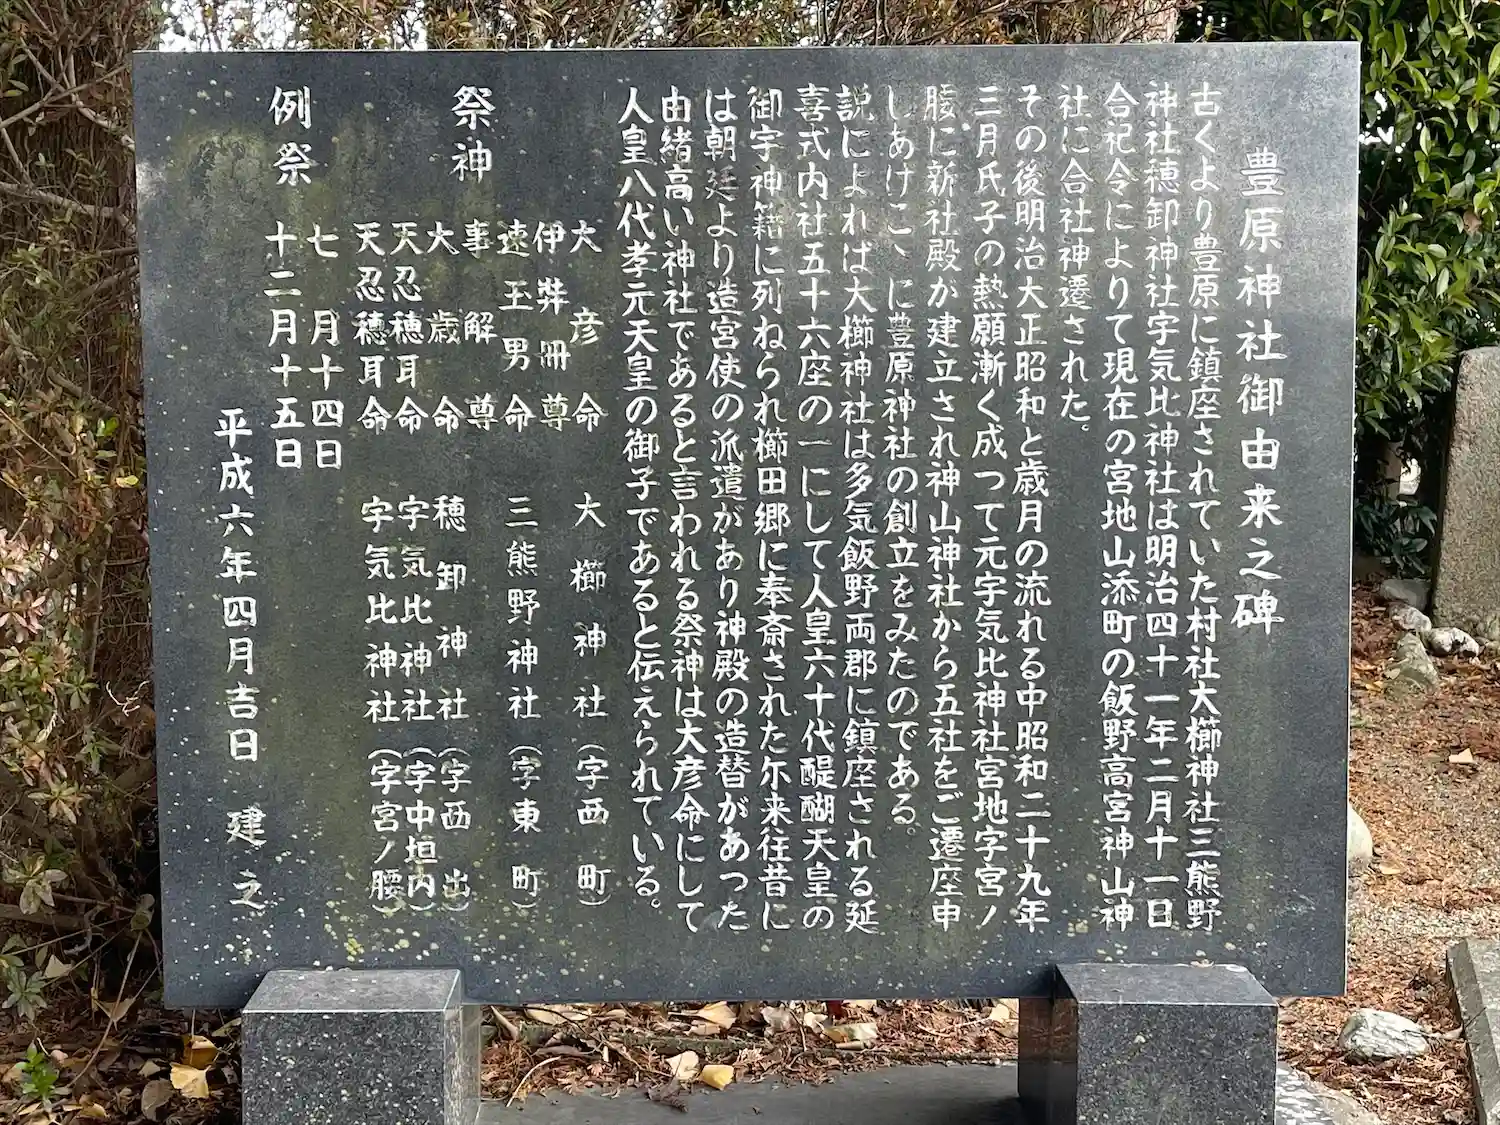 豊原神社御由来之碑
古くより豊原に鎮座されていた村社大櫛神社三熊野
神社穂卸神社字気比神社は明治四十一年二月十一日
合祀令によりて現在の宮地山添町の飯野高宮神山神
社に合社神遷された。
その後明治大正昭和と歳月の流れる中昭和二十九年
三月氏子の熱願漸く成つて元字気比神社宮地字宮ノ
腰に新社殿が建立され神山神社から五社をご遷座申
しあけこゝに豊原神社の創立をみたのである。
説によれば大櫛神社は多気飯野両郡に鎮座される延
喜式内社五十六座の一にして人皇六十代醍醐天皇の
御宇神籍に列ねられ櫛田郷に奉斎された尓来往昔に
は朝廷より造宮使の派遣があり神殿の造替があった
由緒高い神社であると言われる祭神は大彦命にして
人皇八代孝元天皇の御子であると伝えられている。
祭神 大彦命 大櫛神社(字西町)
伊弉冊尊
速玉男命 三熊野神社(字東町)
事解尊
大歳命 穂卸神社(字西出)
天忍穂耳命 字気比神社(字中垣内)
天忍穂耳命 字気比神社(字宮ノ腰)
例祭 七月十四日
十二月十五日
平成六年四月吉日 建之